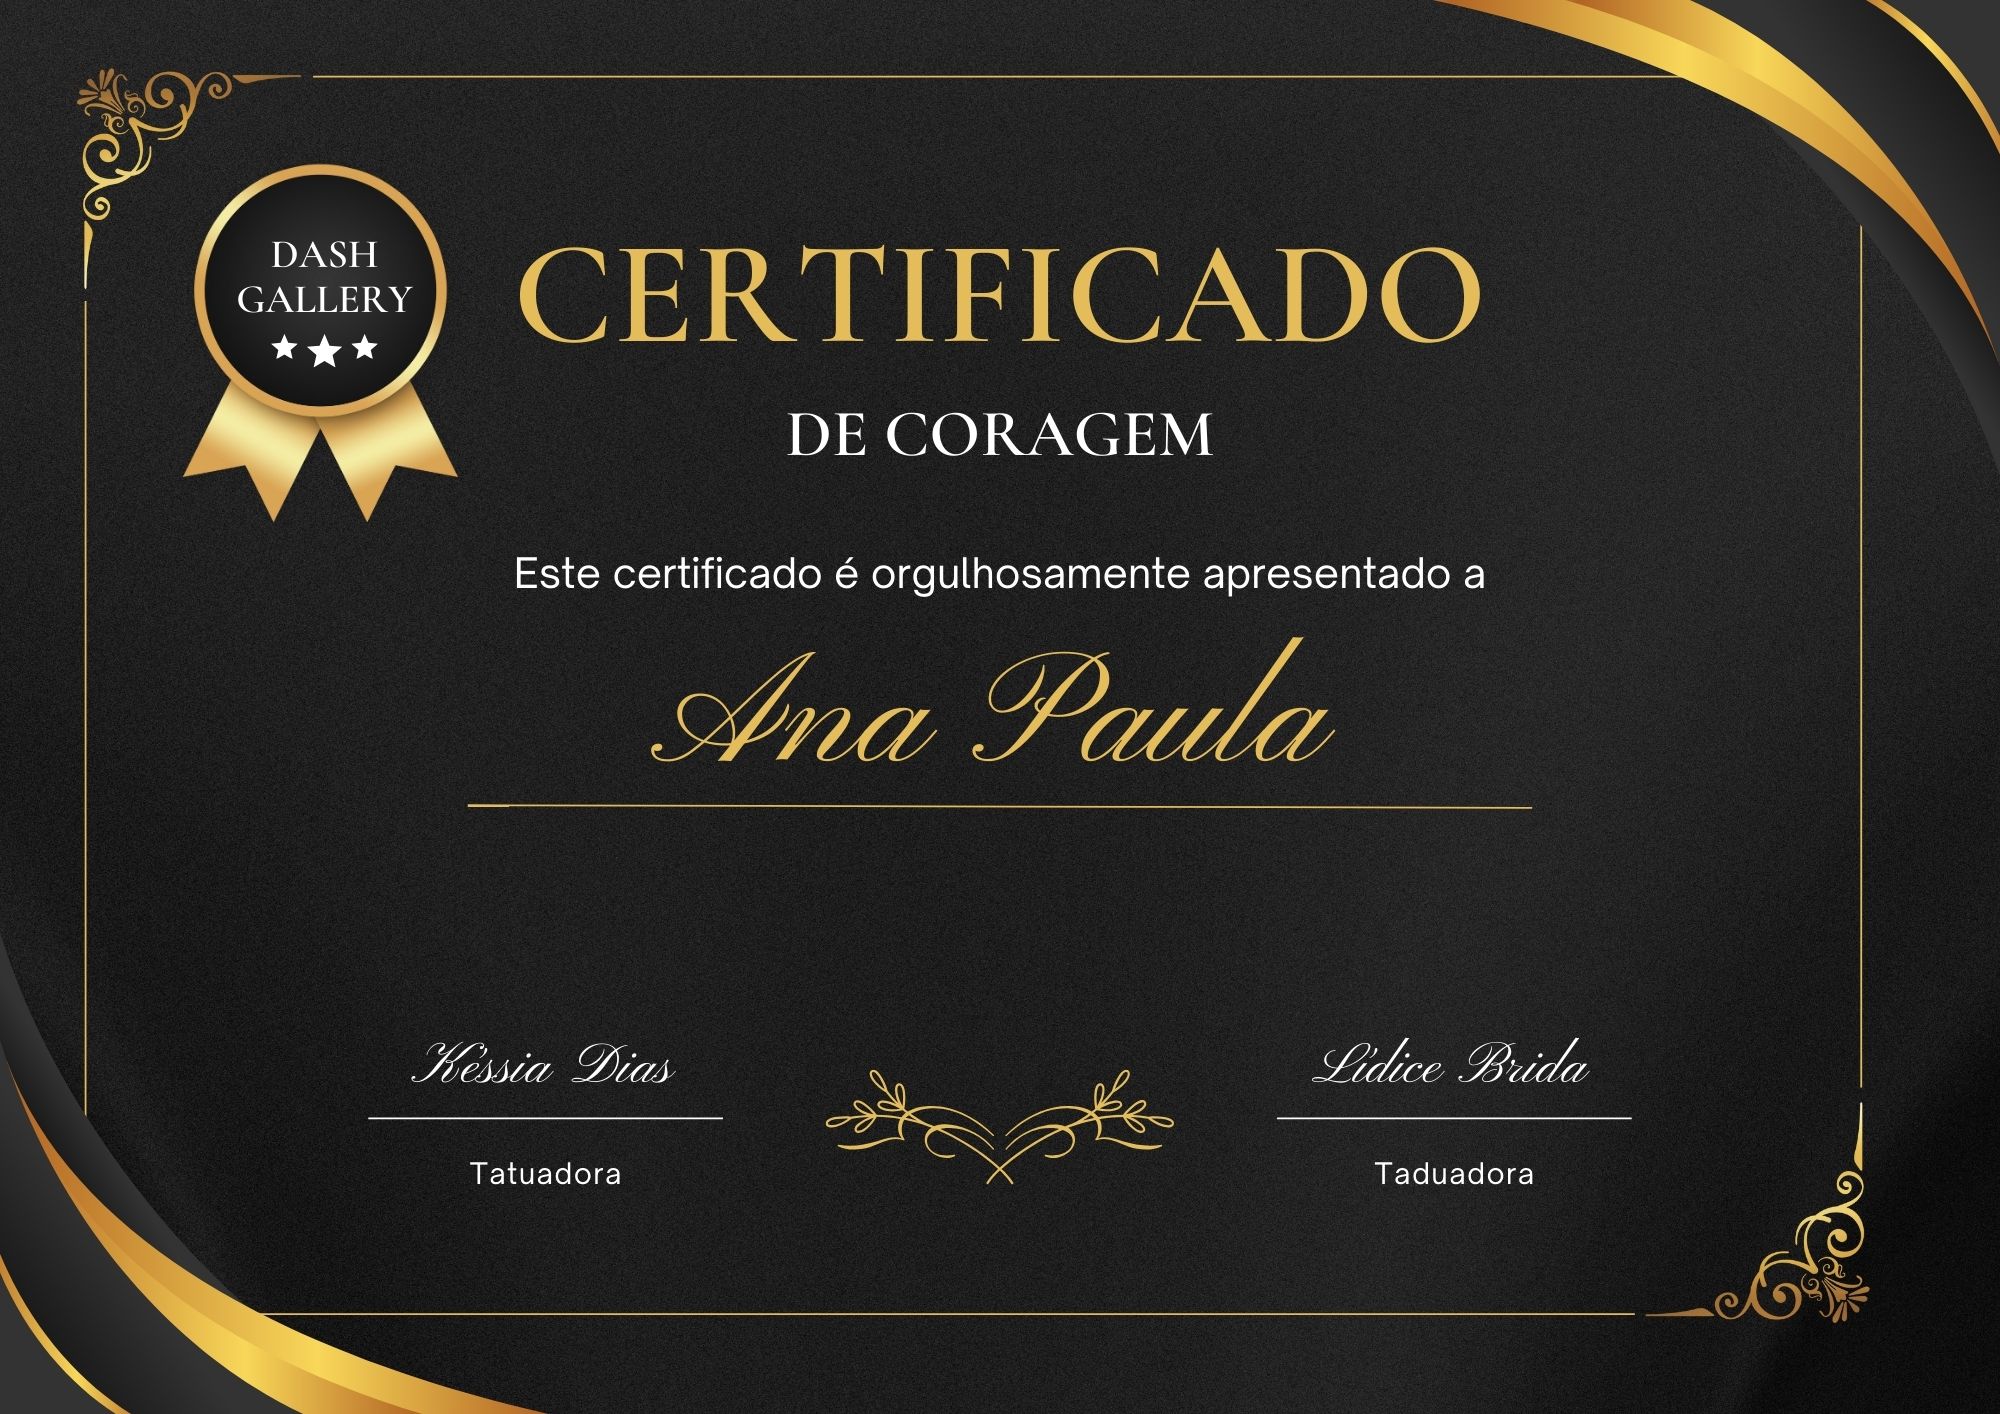 DASH
GALLERY
CERTIFICADO
DE CORAGEM
Este certificado é orgulhosamente apresentado a
Ana Paula
Késsia Dias
Tatuadora
Lídice Brida
Taduadora